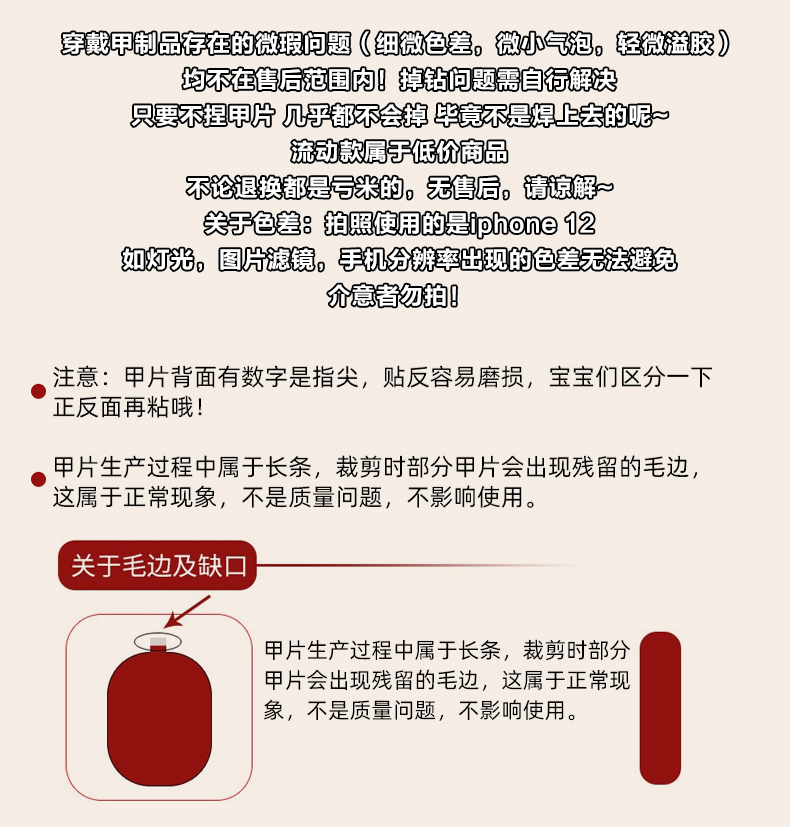 穿戴甲制品存在的微瑕问题（细微色差，微小气泡，轻微溢胶）
均不在售后范围内！掉钻问题需自行解决
只要不捏甲片 几乎都不会掉 毕竟不是焊上去的呢~
流动款属于低价商品
不论退换都是亏米的，无售后，请谅解~
关于色差：拍照使用的是iphone 12
如灯光，图片滤镜，手机分辨率出现的色差无法避免
介意者勿拍！
注意：甲片背面有数字是指尖，贴反容易磨损，宝宝们区分一下
正反面再粘哦！
甲片生产过程中属于长条，裁剪时部分甲片会出现残留的毛边，
这属于正常现象，不是质量问题，不影响使用。
关于毛边及缺口
甲片生产过程中属于长条，裁剪时部分
甲片会出现残留的毛边，这属于正常现
象，不是质量问题，不影响使用。